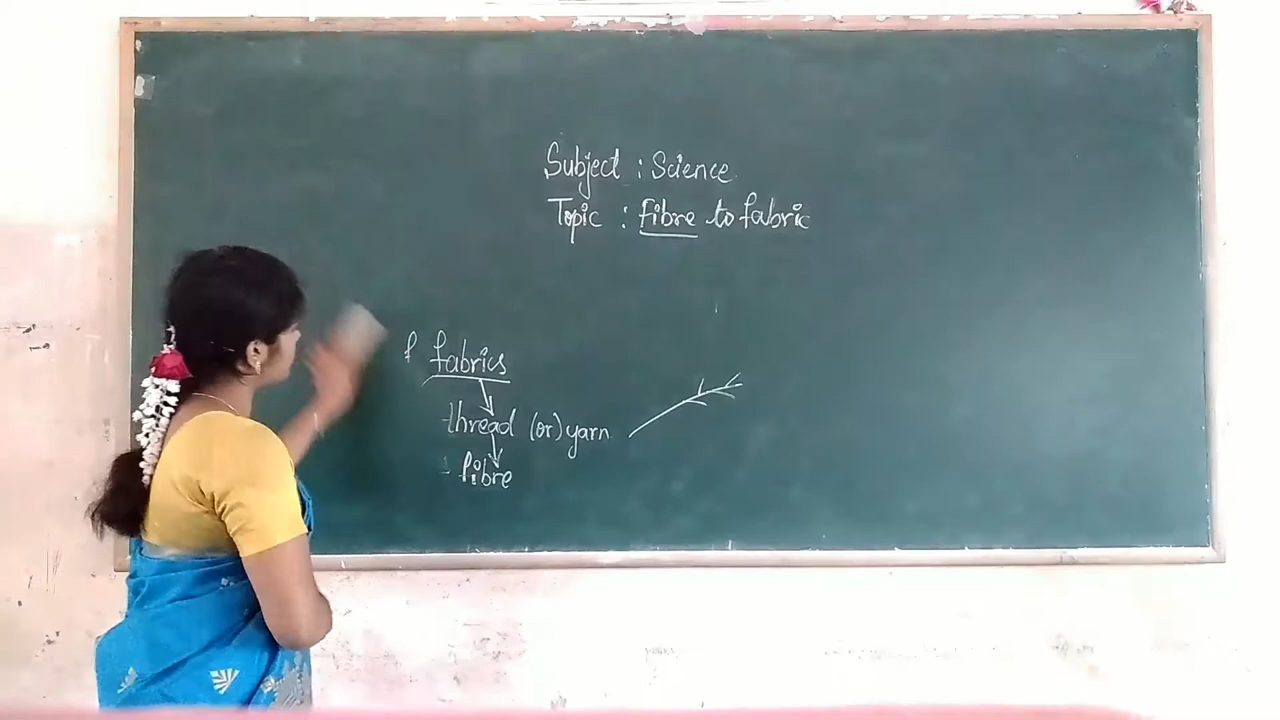 Subject : Science
Topic : fibre to fabric
fabrics
thread (or) yarn
fibre